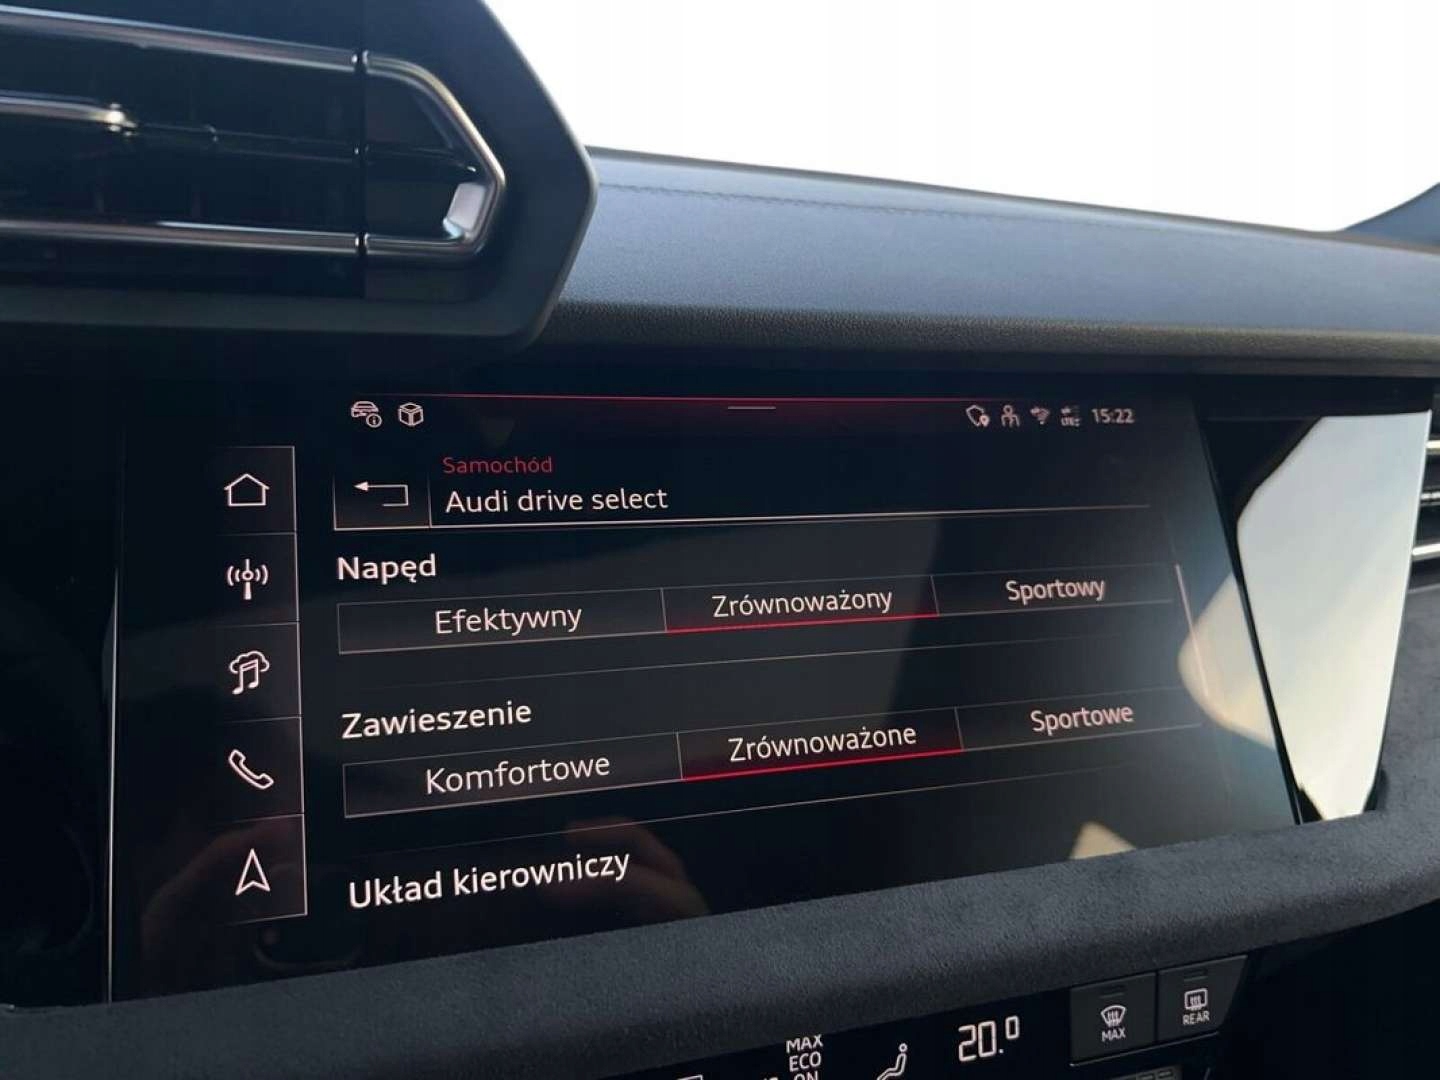 15:22
Samochód
Audi drive select
Napęd
Efektywny Zrównoważony Sportowy
Zawieszenie
Komfortowe Zrównoważone Sportowe
Układ kierowniczy
MAX
ECO
ON
20.0
MAX
REAR